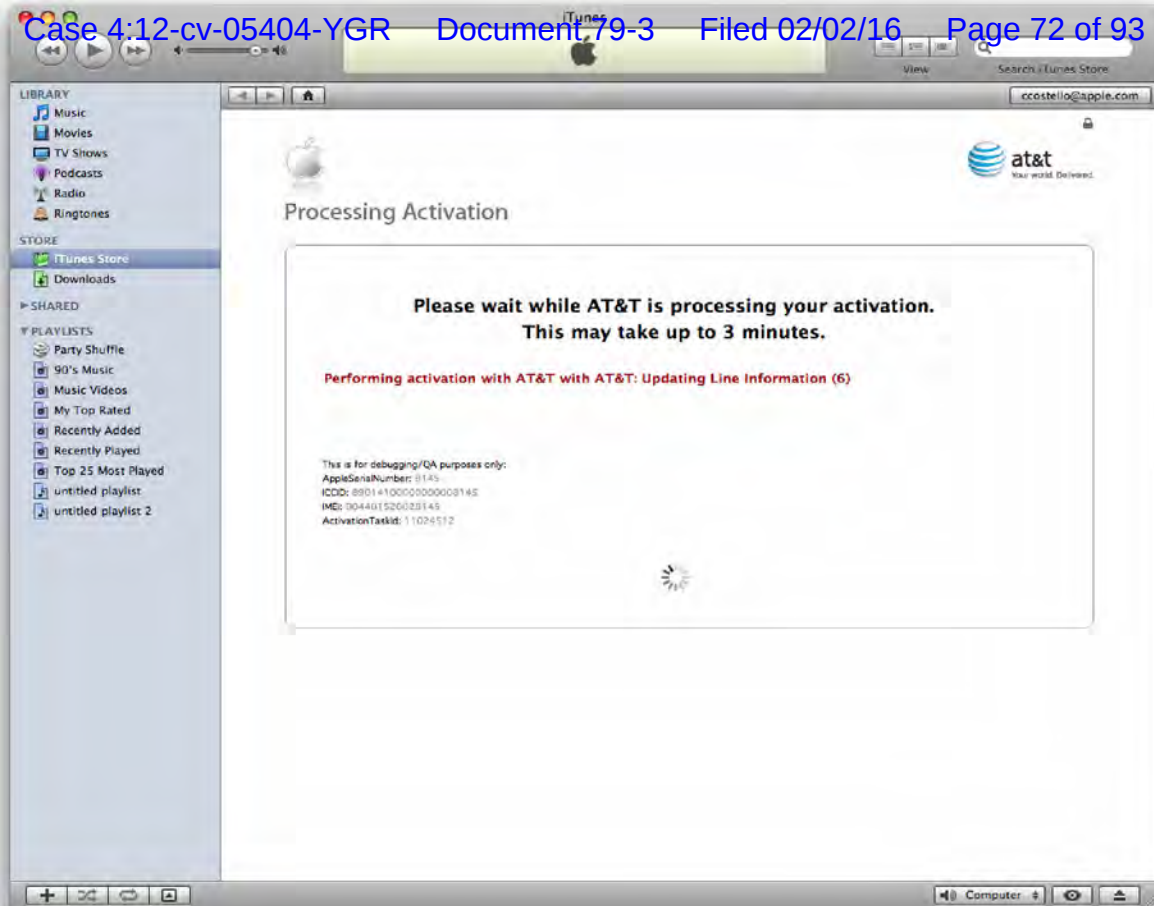 iTunes
Case 4:12-cv-05404-YGR Document 79-3 Filed 02/02/16 Page 72 of 93
View
Search iTunes Store
LIBRARY
ccostello@apple.com
Music
Movies
TV Shows
Podcasts
Radio
Ringtones
at&t
Your world. Delivered.
Processing Activation
STORE
iTunes Store
Downloads
SHARED
PLAYLISTS
Party Shuffle
90's Music
Music Videos
My Top Rated
Recently Added
Recently Played
Top 25 Most Played
untitled playlist
untitled playlist 2
Please wait while AT&T is processing your activation.
This may take up to 3 minutes.
Performing activation with AT&T with AT&T: Updating Line Information (6)
This is for debugging/QA purposes only:
AppleSerialNumber: 8145
ICCID:
IMEI:
ActivationTaskId: 11024512
Computer